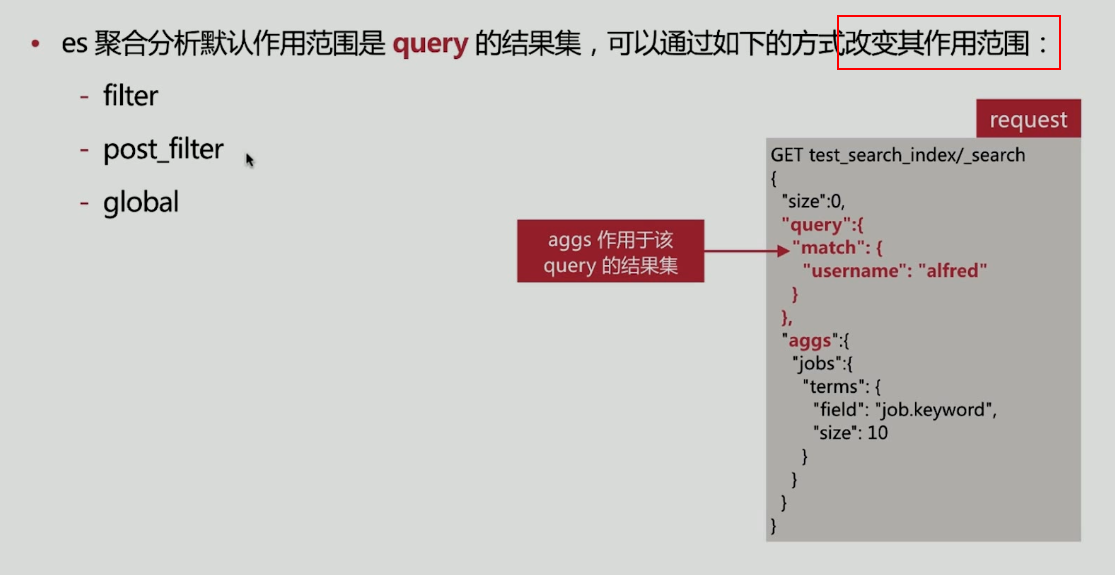 • es 聚合分析默认作用范围是 query 的结果集，可以通过如下的方式改变其作用范围：
- filter
- post_filter
- global
request
GET test_search_index/_search
{
"size":0,
"query":{
"match": {
"username": "alfred"
}
},
"aggs":{
"jobs":{
"terms": {
"field": "job.keyword",
"size": 10
}
}
}
}
aggs 作用于该
query 的结果集